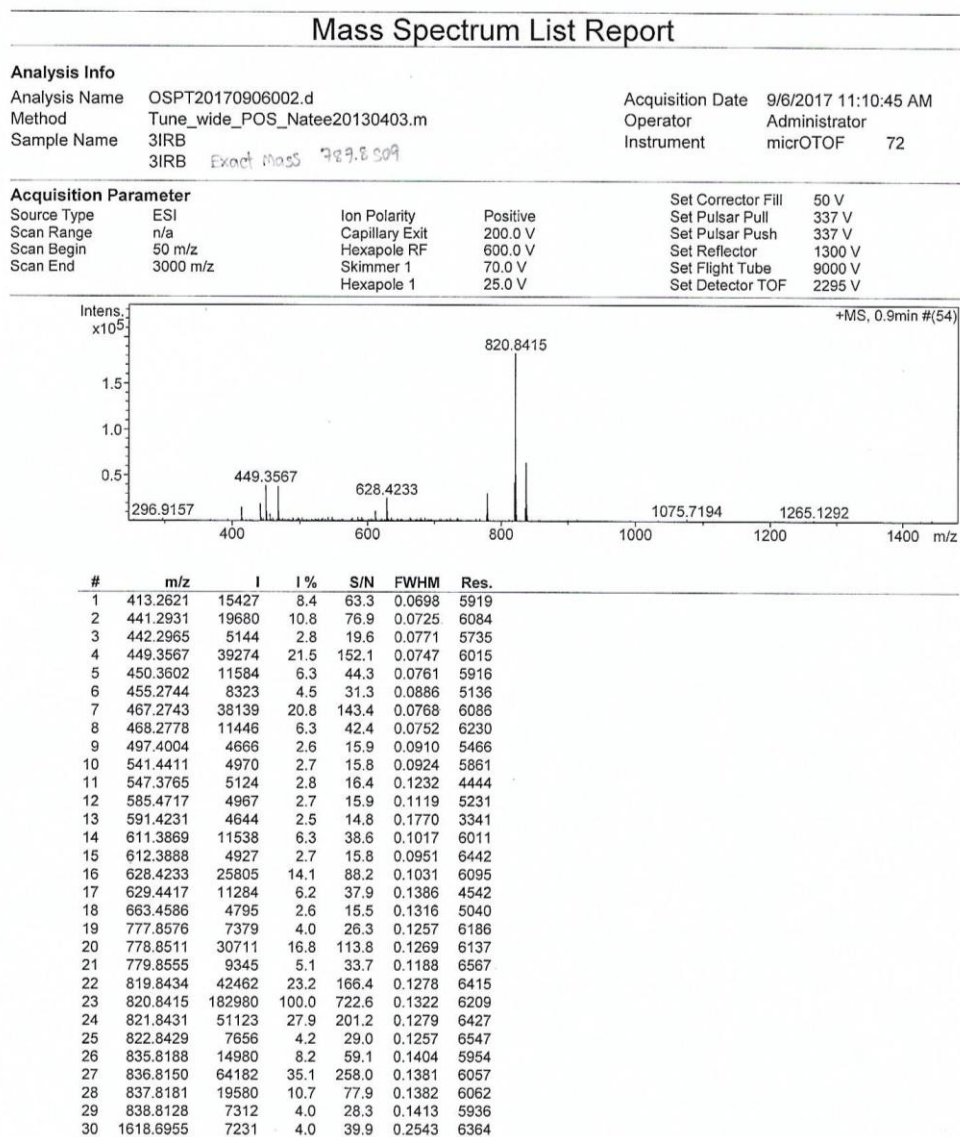 Mass Spectrum List Report
Analysis Info
Analysis Name OSPT20170906002.d Acquisition Date 9/6/2017 11:10:45 AM
Method Tune_wide_POS_Natee20130403.m Operator Administrator
Sample Name 3IRB Instrument micrOTOF 72
3IRB Exact Mass
Acquisition Parameter Set Corrector Fill 50 V
Source Type ESI Ion Polarity Positive Set Pulsar Pull 337 V
Scan Range n/a Capillary Exit 200.0 V Set Pulsar Push 337 V
Scan Begin 50 m/z Hexapole RF 600.0 V Set Reflector 1300 V
Scan End 3000 m/z Skimmer 1 70.0 V Set Flight Tube 9000 V
Hexapole 1 25.0 V Set Detector TOF 2295 V
Intens. +MS, 0.9min #(54)
x10⁵
820.8415
1.5
1.0
0.5
449.3567
628.4233
296.9157 1075.7194 1265.1292
400 600 800 1000 1200 1400 m/z
# m/z I I % S/N FWHM Res.
1 413.2621 15427 8.4 63.3 0.0698 5919
2 441.2931 19680 10.8 76.9 0.0725 6084
3 442.2965 5144 2.8 19.6 0.0771 5735
4 449.3567 39274 21.5 152.1 0.0747 6015
5 450.3602 11584 6.3 44.3 0.0761 5916
6 455.2744 8323 4.5 31.3 0.0886 5136
7 467.2743 38139 20.8 143.4 0.0768 6086
8 468.2778 11446 6.3 42.4 0.0752 6230
9 497.4004 4666 2.6 15.9 0.0910 5466
10 541.4411 4970 2.7 15.8 0.0924 5861
11 547.3765 5124 2.8 16.4 0.1232 4444
12 585.4717 4967 2.7 15.9 0.1119 5231
13 591.4231 4644 2.5 14.8 0.1770 3341
14 611.3869 11538 6.3 38.6 0.1017 6011
15 612.3888 4927 2.7 15.8 0.0951 6442
16 628.4233 25805 14.1 88.2 0.1031 6095
17 629.4417 11284 6.2 37.9 0.1386 4542
18 663.4586 4795 2.6 15.5 0.1316 5040
19 777.8576 7379 4.0 26.3 0.1257 6186
20 778.8511 30711 16.8 113.8 0.1269 6137
21 779.8555 9345 5.1 33.7 0.1188 6567
22 819.8434 42462 23.2 166.4 0.1278 6415
23 820.8415 182980 100.0 722.6 0.1322 6209
24 821.8431 51123 27.9 201.2 0.1279 6427
25 822.8429 7656 4.2 29.0 0.1257 6547
26 835.8188 14980 8.2 59.1 0.1404 5954
27 836.8150 64182 35.1 258.0 0.1381 6057
28 837.8181 19580 10.7 77.9 0.1382 6062
29 838.8128 7312 4.0 28.3 0.1413 5936
30 1618.6955 7231 4.0 39.9 0.2543 6364